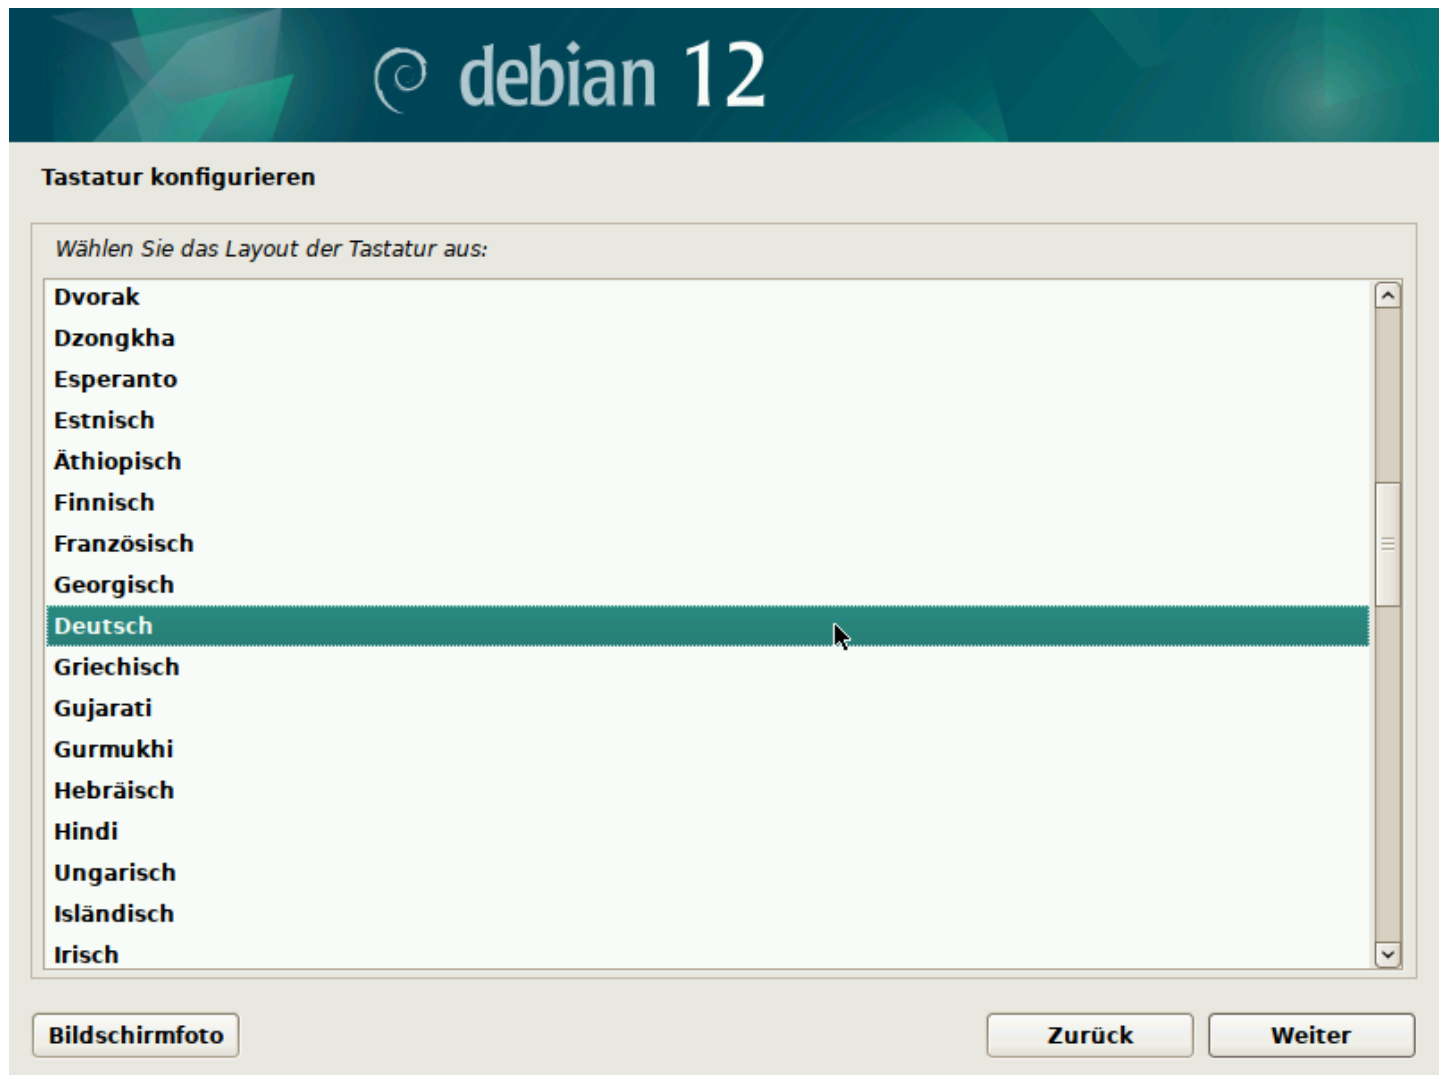 debian 12
Tastatur konfigurieren
Wählen Sie das Layout der Tastatur aus:
Dvorak
Dzongkha
Esperanto
Estnisch
Äthiopisch
Finnisch
Französisch
Georgisch
Deutsch
Griechisch
Gujarati
Gurmukhi
Hebräisch
Hindi
Ungarisch
Isländisch
Irisch
Bildschirmfoto Zurück Weiter